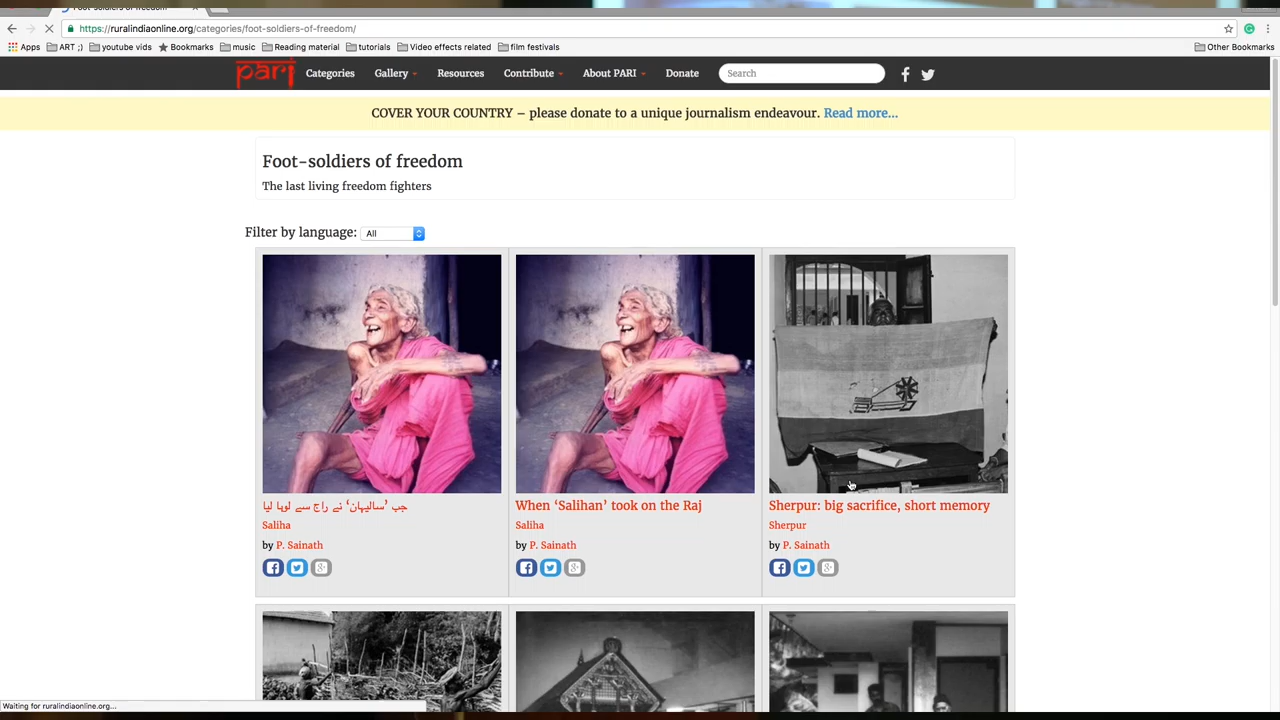 Foot-soldiers of freedom
https://ruralindiaonline.org/categories/foot-soldiers-of-freedom/
Apps ART ;) youtube vids Bookmarks music Reading material tutorials Video effects related film festivals Other Bookmarks
pari Categories Gallery Resources Contribute About PARI Donate Search
COVER YOUR COUNTRY – please donate to a unique journalism endeavour. Read more...
Foot-soldiers of freedom
The last living freedom fighters
Filter by language: All
جب ’سالیہان‘ نے راج سے لوہا لیا
Saliha
by P. Sainath
When ‘Salihan’ took on the Raj
Saliha
by P. Sainath
Sherpur: big sacrifice, short memory
Sherpur
by P. Sainath
Waiting for ruralindiaonline.org...